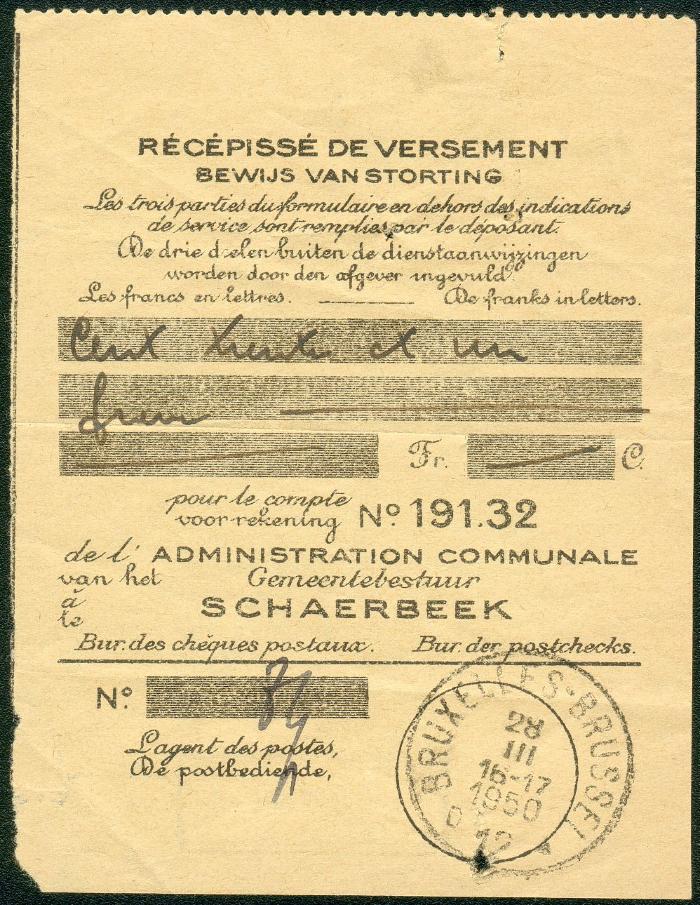 RÉCÉPISSÉ DE VERSEMENT
BEWIJS VAN STORTING
Les trois parties du formulaire en dehors des indications
de service sont remplies par le déposant.
De drie deelen buiten de dienstaanwijzingen
worden door den afgever ingevuld
Les francs en lettres. De franks in letters.
Cent trente et un
Fr. C.
pour le compte
voor rekening Nº 191.32
de l' ADMINISTRATION COMMUNALE
van het Gemeentebestuur
à
te SCHAERBEEK
Bur. des chèques postaux. Bur. der postchecks.
Nº
L'agent des postes,
De postbediende,
BRUXELLES-BRUSSEL
28
III
16-17
1950